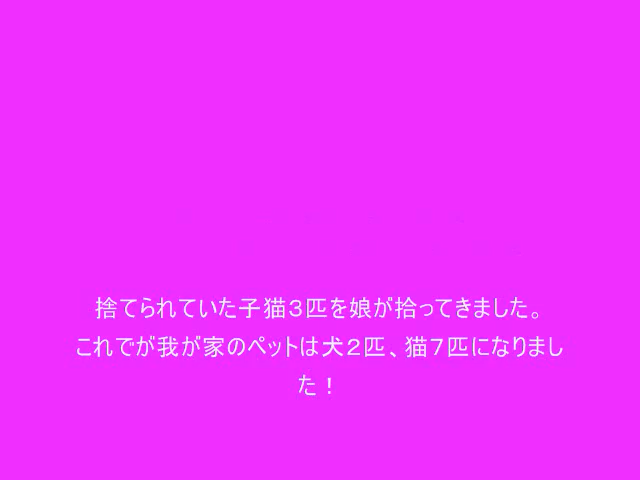 捨てられていた子猫３匹を娘が拾ってきました。
これでが我が家のペットは犬２匹、猫７匹になりまし
た！